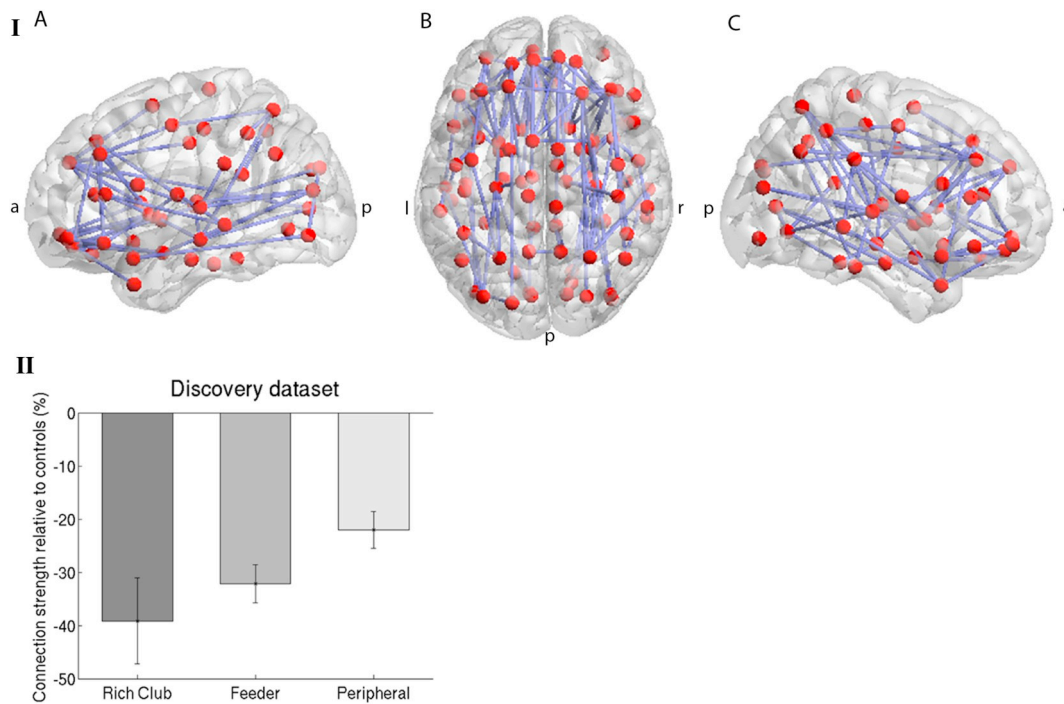 I A B C
a p l r p
p
II
Discovery dataset
Connection strength relative to controls (%)
0
-10
-20
-30
-40
-50
Rich Club Feeder Peripheral